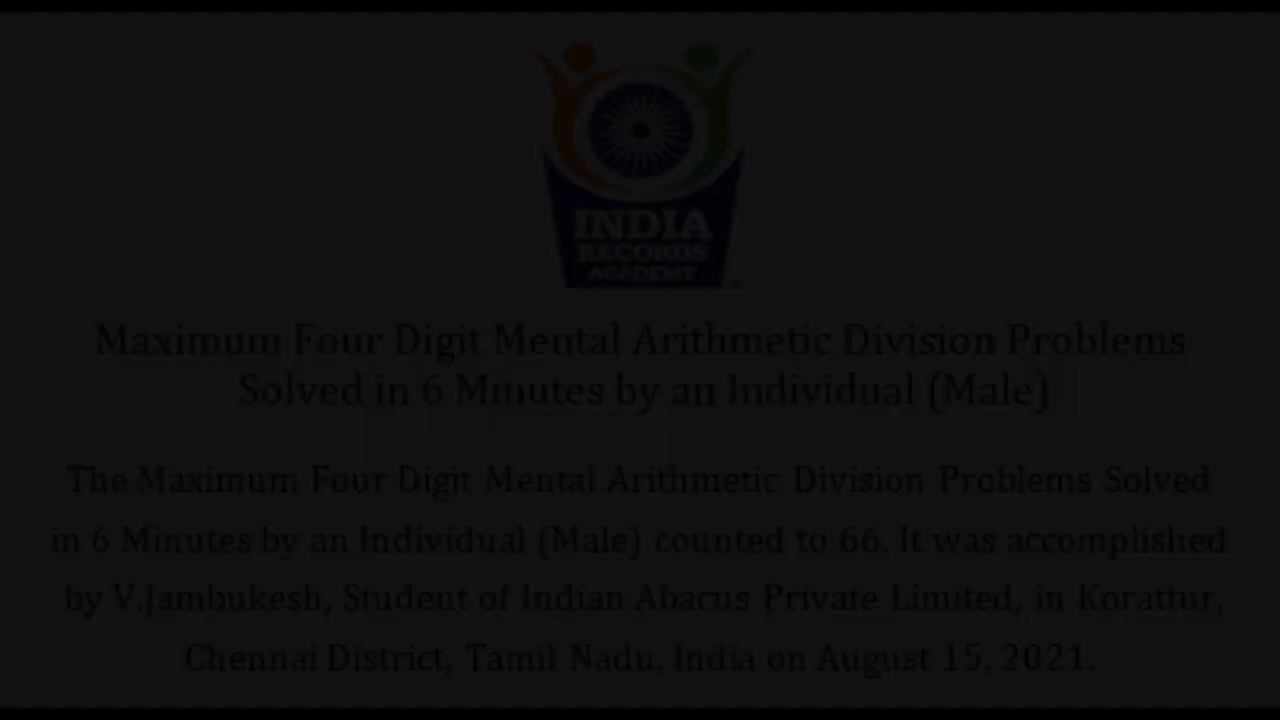 INDIA
RECORDS
ACADEMY
Maximum Four Digit Mental Arithmetic Division Problems
Solved in 6 Minutes by an Individual (Male)
The Maximum Four Digit Mental Arithmetic Division Problems Solved
in 6 Minutes by an Individual (Male) counted to 66. It was accomplished
by V.Jambukesh, Student of Indian Abacus Private Limited, in Korattur,
Chennai District, Tamil Nadu, India on August 15, 2021.